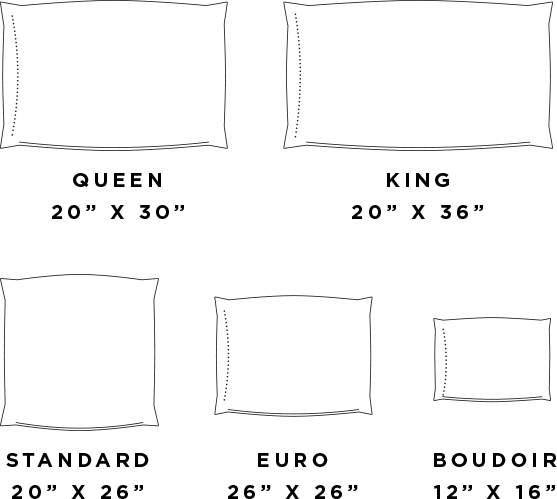 QUEEN
20” X 30”
KING
20” X 36”
STANDARD
20” X 26”
EURO
26” X 26”
BOUDOIR
12” X 16”